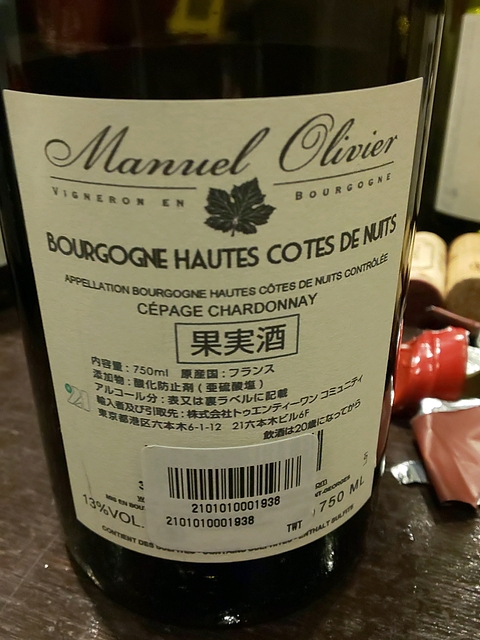 Manuel Olivier
VIGNERON EN BOURGOGNE
BOURGOGNE HAUTES COTES DE NUITS
APPELLATION BOURGOGNE HAUTES CÔTES DE NUITS CONTRÔLÉE
CÉPAGE CHARDONNAY
果実酒
内容量:750ml 原産国:フランス
添加物:酸化防止剤(亜硫酸塩)
アルコール分:表又は裏ラベルに記載
輸入者及び引取先:株式会社トゥエンティーワン コミュニティ
東京都港区六本木6-1-12 21六本木ビル6F
飲酒は20歳になってから
21
2101010001938
2101010001938 TWT
MIS EN
13%VOL.
750 ML
CONTIENT DES